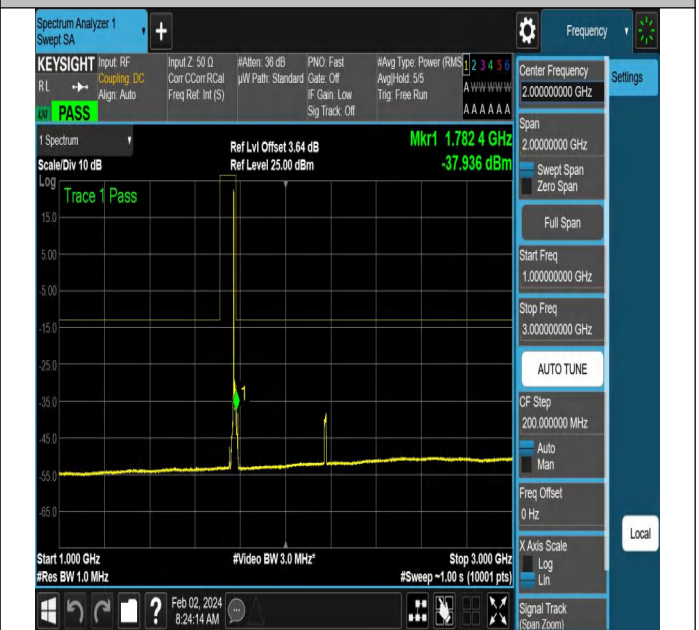 Spectrum Analyzer 1
Swept SA
+
Frequency
KEYSIGHT
RL
PASS
Input: RF
Coupling: DC
Align: Auto
Input Z: 50 Ω
Corr CCorr RCal
Freq Ref: Int (S)
#Atten: 36 dB
µW Path: Standard
PNO: Fast
Gate: Off
IF Gain: Low
Sig Track: Off
#Avg Type: Power (RMS
Avg|Hold: 5/5
Trig: Free Run
1 2 3 4 5 6
A W W W W W
A A A A A A
1 Spectrum
Scale/Div 10 dB
Ref Lvl Offset 3.64 dB
Ref Level 25.00 dBm
Mkr1 1.782 4 GHz
-37.936 dBm
Log
Trace 1 Pass
15.0
5.00
-5.00
-15.0
-25.0
-35.0
-45.0
-55.0
-65.0
1
Start 1.000 GHz
#Res BW 1.0 MHz
#Video BW 3.0 MHz*
Stop 3.000 GHz
#Sweep ~1.00 s (10001 pts)
Center Frequency
2.000000000 GHz
Settings
Span
2.00000000 GHz
Swept Span
Zero Span
Full Span
Start Freq
1.000000000 GHz
Stop Freq
3.000000000 GHz
AUTO TUNE
CF Step
200.000000 MHz
Auto
Man
Freq Offset
0 Hz
X Axis Scale
Log
Lin
Local
Signal Track
(Span Zoom)
?
Feb 02, 2024
8:24:14 AM